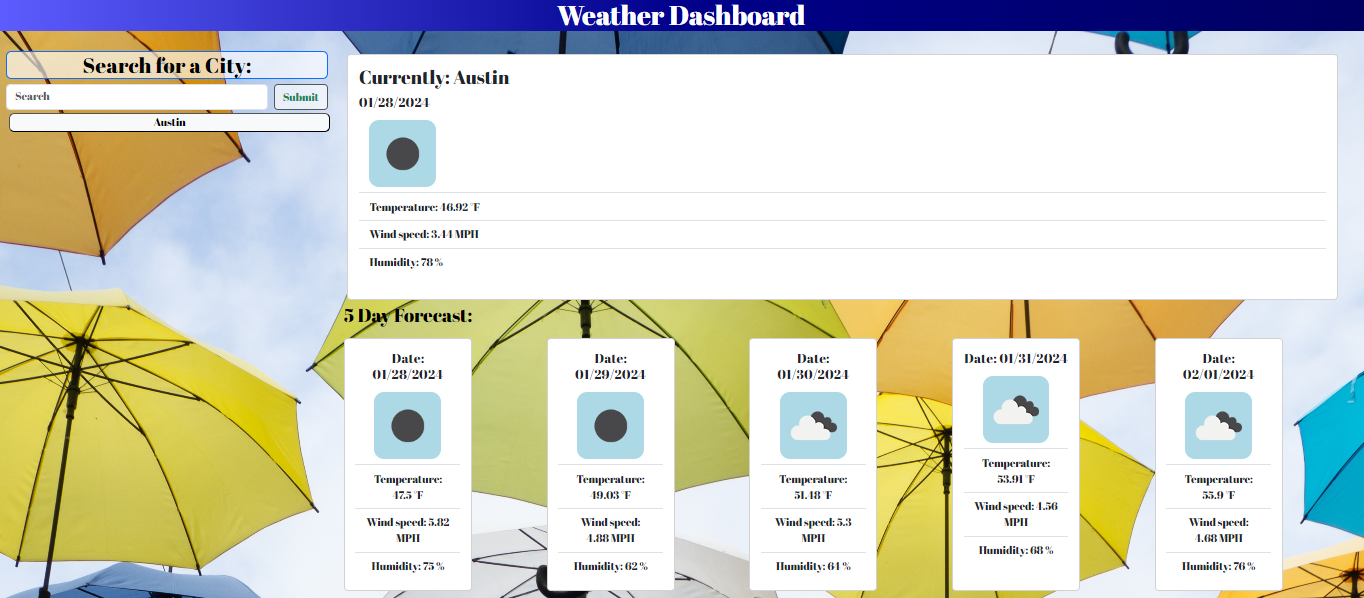 Weather Dashboard
Search for a City:
Search
Submit
Austin
Currently: Austin
01/28/2024
Temperature: 46.92 °F
Wind speed: 3.44 MPH
Humidity: 78 %
5 Day Forecast:
Date:
01/28/2024
Temperature:
47.5 °F
Wind speed: 5.82
MPH
Humidity: 75 %
Date:
01/29/2024
Temperature:
49.03 °F
Wind speed:
4.88 MPH
Humidity: 62 %
Date:
01/30/2024
Temperature:
51.48 °F
Wind speed: 5.3
MPH
Humidity: 64 %
Date: 01/31/2024
Temperature:
53.91 °F
Wind speed: 4.56
MPH
Humidity: 68 %
Date:
02/01/2024
Temperature:
55.9 °F
Wind speed:
4.68 MPH
Humidity: 76 %